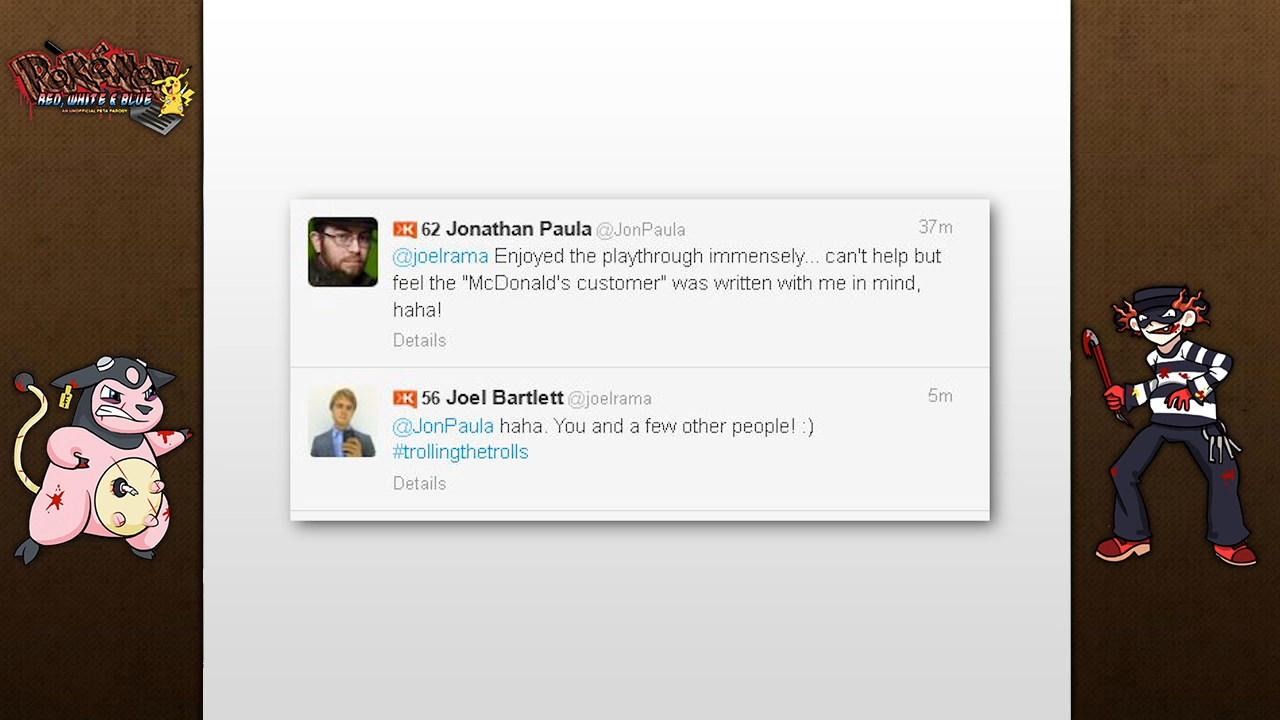 POKéMON
RED, WHITE & BLUE
AN UNOFFICIAL PETA PARODY
K 62 Jonathan Paula @JonPaula 37m
@joelrama Enjoyed the playthrough immensely... can't help but
feel the "McDonald's customer" was written with me in mind,
haha!
Details
K 56 Joel Bartlett @joelrama 5m
@JonPaula haha. You and a few other people! :)
#trollingthetrolls
Details